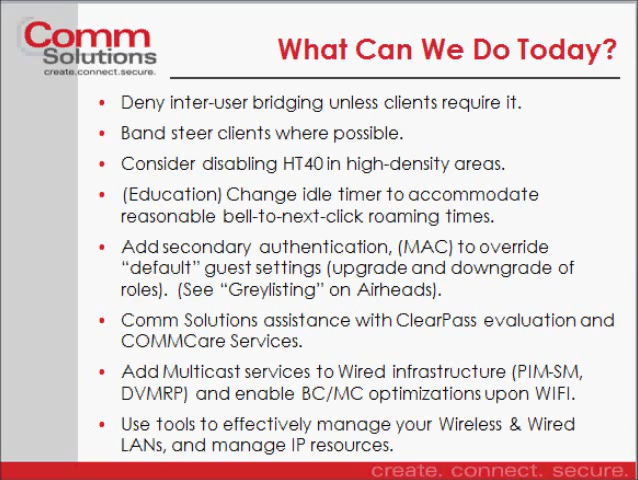 Comm
Solutions
create.connect.secure.
What Can We Do Today?
• Deny inter-user bridging unless clients require it.
• Band steer clients where possible.
• Consider disabling HT40 in high-density areas.
• (Education) Change idle timer to accommodate
reasonable bell-to-next-click roaming times.
• Add secondary authentication, (MAC) to override
“default” guest settings (upgrade and downgrade of
roles). (See “Greylisting” on Airheads).
• Comm Solutions assistance with ClearPass evaluation and
COMMCare Services.
• Add Multicast services to Wired infrastructure (PIM-SM,
DVMRP) and enable BC/MC optimizations upon WIFI.
• Use tools to effectively manage your Wireless & Wired
LANs, and manage IP resources.
create. connect. secure.